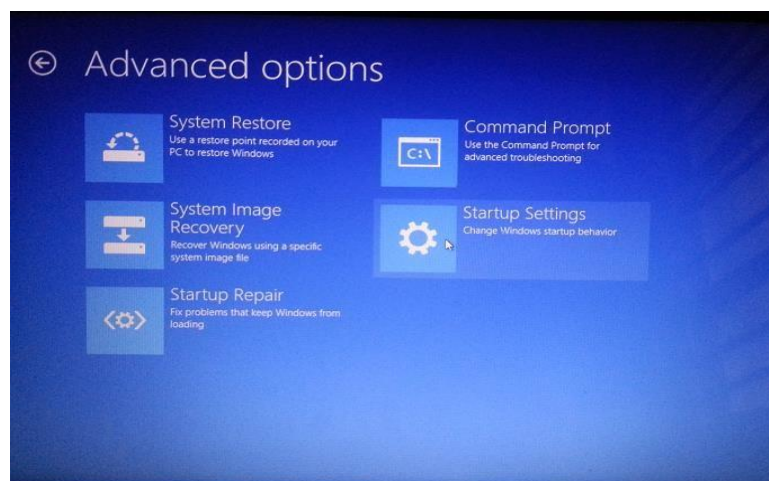 Advanced options
System Restore
Use a restore point recorded on your
PC to restore Windows
System Image
Recovery
Recover Windows using a specific
system image file
Startup Repair
Fix problems that keep Windows from
loading
C:\
Command Prompt
Use the Command Prompt for
advanced troubleshooting
Startup Settings
Change Windows startup behavior